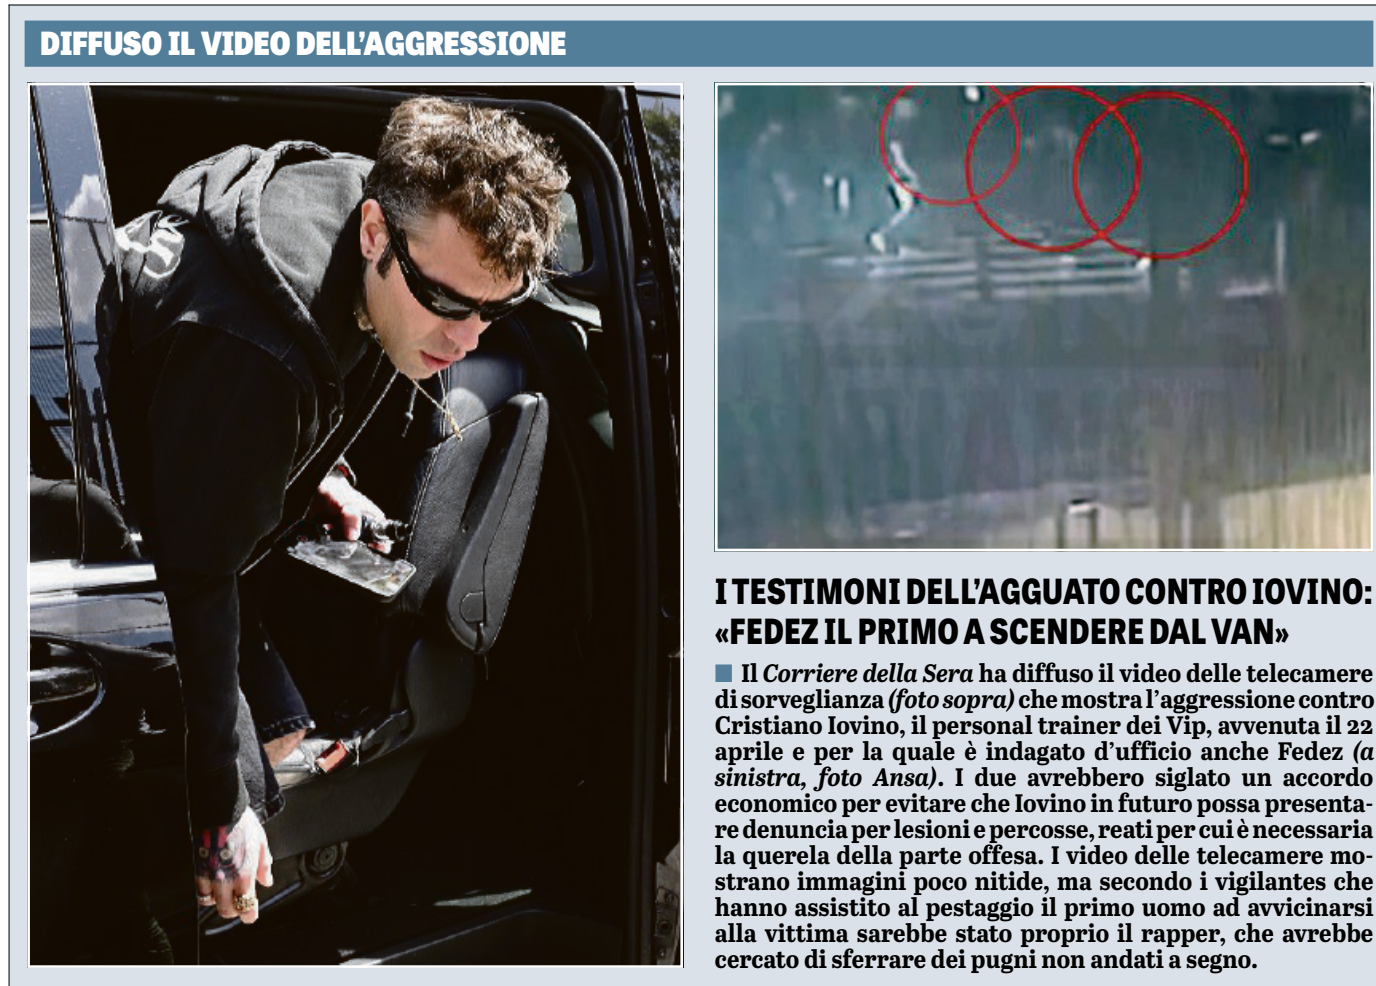 DIFFUSO IL VIDEO DELL'AGGRESSIONE
I TESTIMONI DELL'AGGUATO CONTRO IOVINO:
«FEDEZ IL PRIMO A SCENDERE DAL VAN»
■ Il Corriere della Sera ha diffuso il video delle telecamere
di sorveglianza (foto sopra) che mostra l'aggressione contro
Cristiano Iovino, il personal trainer dei Vip, avvenuta il 22
aprile e per la quale è indagato d'ufficio anche Fedez (a
sinistra, foto Ansa). I due avrebbero siglato un accordo
economico per evitare che Iovino in futuro possa presenta-
re denuncia per lesioni e percosse, reati per cui è necessaria
la querela della parte offesa. I video delle telecamere mo-
strano immagini poco nitide, ma secondo i vigilantes che
hanno assistito al pestaggio il primo uomo ad avvicinarsi
alla vittima sarebbe stato proprio il rapper, che avrebbe
cercato di sferrare dei pugni non andati a segno.